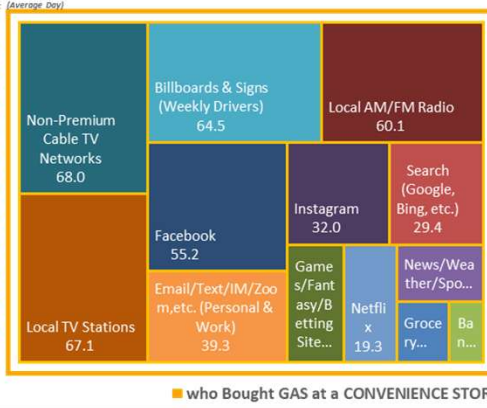 : (Average Day)
Non-Premium
Cable TV
Networks
68.0
Local TV Stations
67.1
Billboards & Signs
(Weekly Drivers)
64.5
Local AM/FM Radio
60.1
Facebook
55.2
Email/Text/IM/Zoo
m,etc. (Personal &
Work)
39.3
Instagram
32.0
Search
(Google,
Bing, etc.)
29.4
Game
s/Fant
asy/B
etting
Site...
Netfli
x
19.3
News/Wea
ther/Spo...
Groce
ry...
Ba
n...
who Bought GAS at a CONVENIENCE STOR